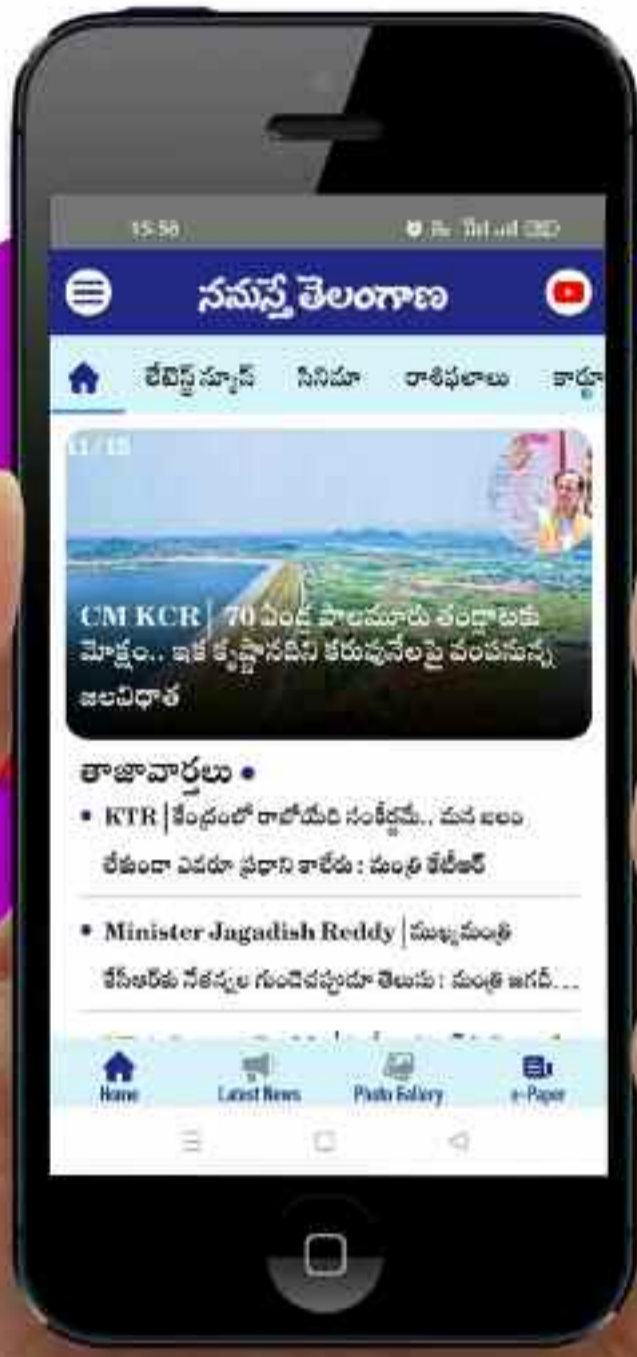 15:56
నమస్తే తెలంగాణ
లేటెస్ట్ న్యూస్ సినిమా రాశిఫలాలు కార్టూ
11/15
CM KCR | 70 ఏండ్ల పాలమూరు తండ్లాటకు
మోక్షం.. ఇక కృష్ణానదిని కరువునేలపై వంపనున్న
జలవిధాత
తాజావార్తలు
KTR | కేంద్రంలో రాబోయేది సంకీర్ణమే.. మన బలం
లేకుండా ఎవరూ ప్రధాని కాలేరు : మంత్రి కేటీఆర్
Minister Jagadish Reddy | ముఖ్యమంత్రి
కేసీఆర్‌కు నేతన్నల గుండెచప్పుడూ తెలుసు : మంత్రి జగదీ...
Home Latest News Photo Gallery e-Paper